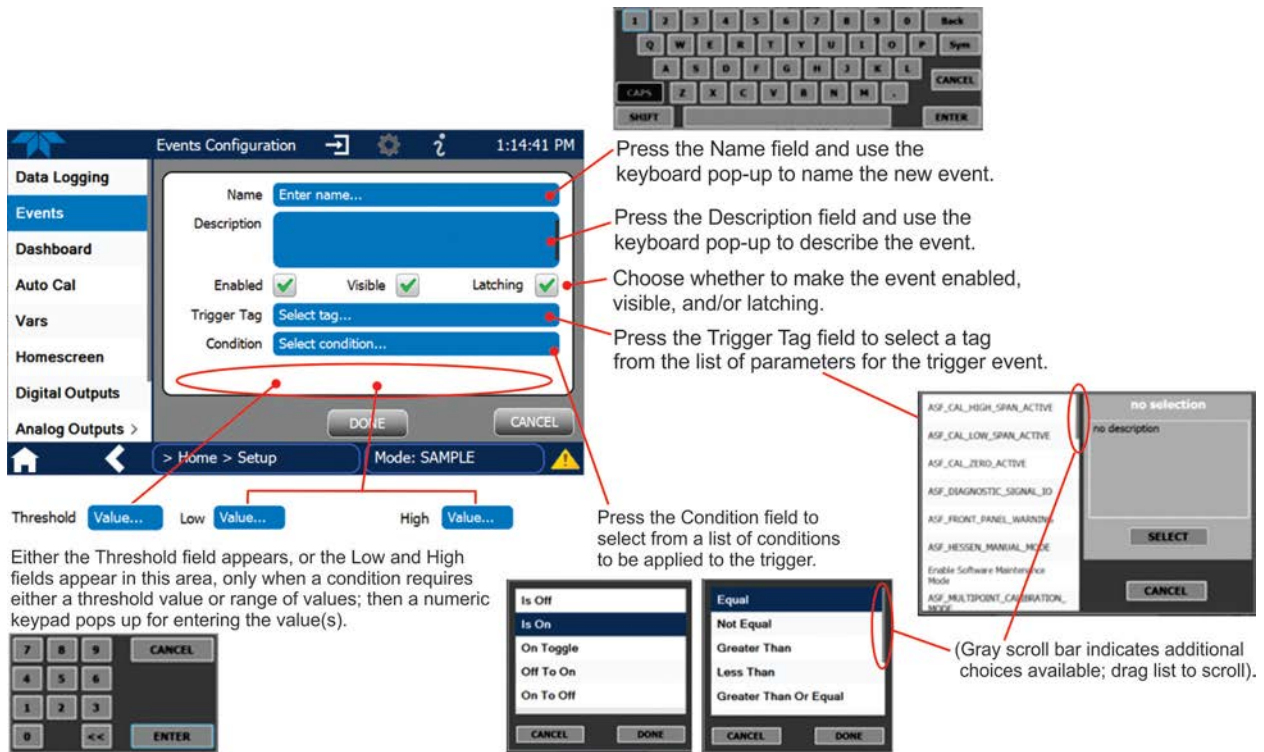 1 2 3 4 5 6 7 8 9 0 Back
Q W E R T Y U I O P Sym
A S D F G H J K L CANCEL
CAPS Z X C V B N M .
SHIFT ENTER
Events Configuration i 1:14:41 PM
Data Logging
Events
Dashboard
Auto Cal
Vars
Homescreen
Digital Outputs
Analog Outputs >
Name Enter name...
Description
Enabled Visible Latching
Trigger Tag Select tag...
Condition Select condition...
DONE CANCEL
> Home > Setup Mode: SAMPLE
Press the Name field and use the
keyboard pop-up to name the new event.
Press the Description field and use the
keyboard pop-up to describe the event.
Choose whether to make the event enabled,
visible, and/or latching.
Press the Trigger Tag field to select a tag
from the list of parameters for the trigger event.
ASF_CAL_HIGH_SPAN_ACTIVE
ASF_CAL_LOW_SPAN_ACTIVE
ASF_CAL_ZERO_ACTIVE
ASF_DIAGNOSTIC_SIGNAL_IO
ASF_FRONT_PANEL_WARNING
ASF_HESSEN_MANUAL_MODE
Enable Software Maintenance
Mode
ASF_MULTIPOINT_CALIBRATION_
MODE
no selection
no description
SELECT
CANCEL
Threshold Value... Low Value... High Value...
Either the Threshold field appears, or the Low and High
fields appear in this area, only when a condition requires
either a threshold value or range of values; then a numeric
keypad pops up for entering the value(s).
7 8 9 CANCEL
4 5 6
1 2 3
0 << ENTER
Press the Condition field to
select from a list of conditions
to be applied to the trigger.
Is Off
Is On
On Toggle
Off To On
On To Off
CANCEL DONE
Equal
Not Equal
Greater Than
Less Than
Greater Than Or Equal
CANCEL DONE
(Gray scroll bar indicates additional
choices available; drag list to scroll).